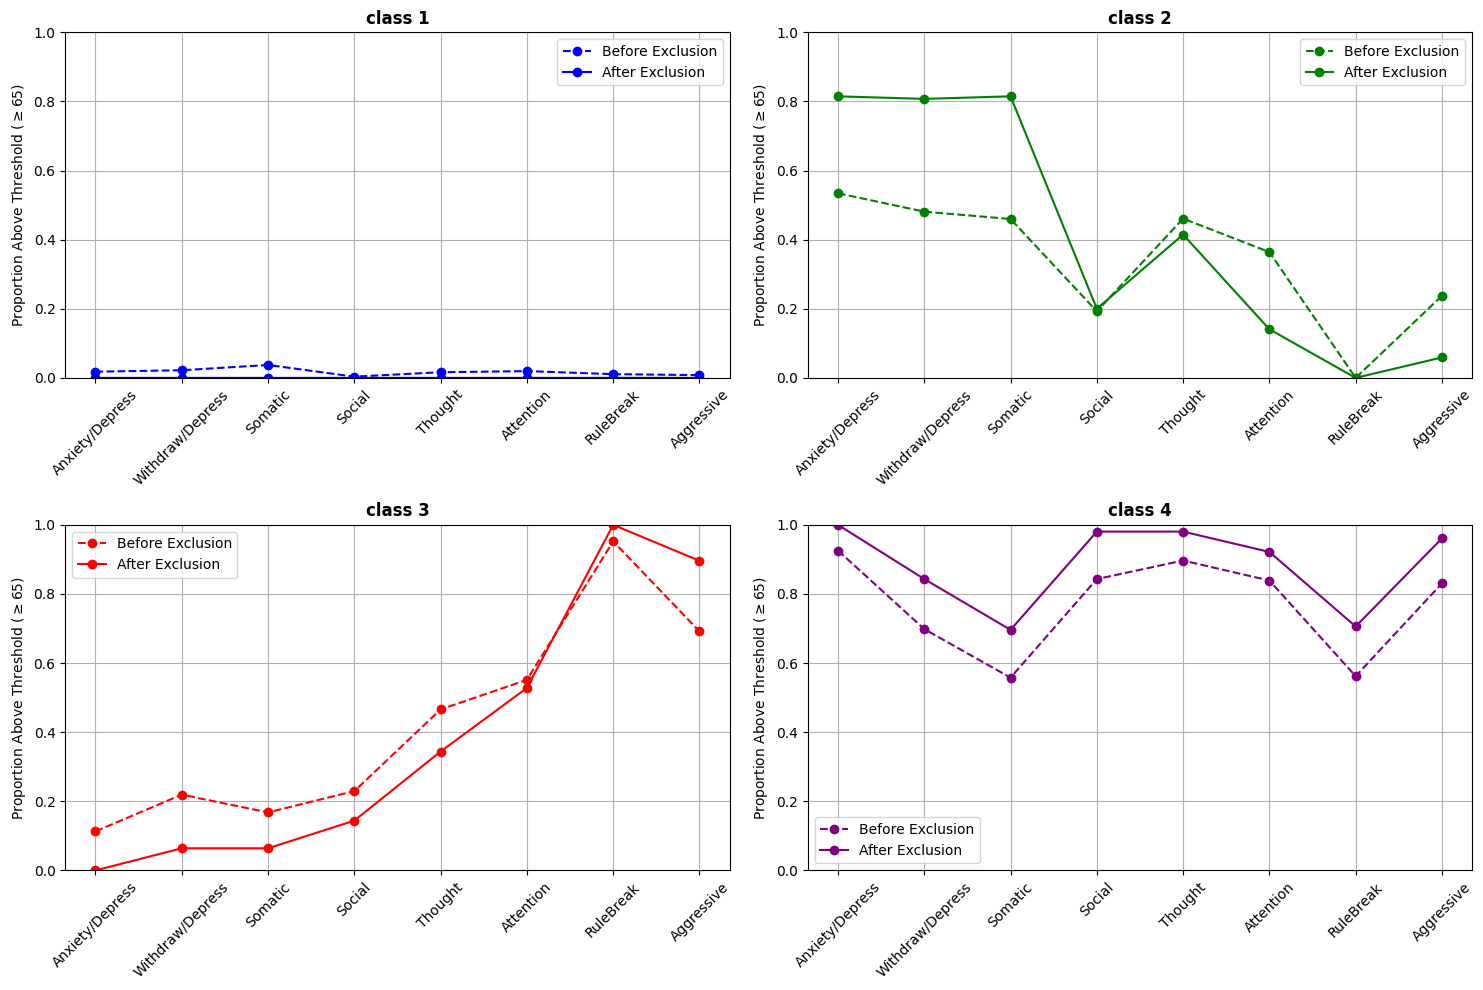 class 1
Proportion Above Threshold ( ≥ 65)
1.0
0.8
0.6
0.4
0.2
0.0
Before Exclusion
After Exclusion
Anxiety/Depress
Withdraw/Depress
Somatic
Social
Thought
Attention
RuleBreak
Aggressive
class 2
Proportion Above Threshold ( ≥ 65)
1.0
0.8
0.6
0.4
0.2
0.0
Before Exclusion
After Exclusion
Anxiety/Depress
Withdraw/Depress
Somatic
Social
Thought
Attention
RuleBreak
Aggressive
class 3
Proportion Above Threshold ( ≥ 65)
1.0
0.8
0.6
0.4
0.2
0.0
Before Exclusion
After Exclusion
Anxiety/Depress
Withdraw/Depress
Somatic
Social
Thought
Attention
RuleBreak
Aggressive
class 4
Proportion Above Threshold ( ≥ 65)
1.0
0.8
0.6
0.4
0.2
0.0
Before Exclusion
After Exclusion
Anxiety/Depress
Withdraw/Depress
Somatic
Social
Thought
Attention
RuleBreak
Aggressive